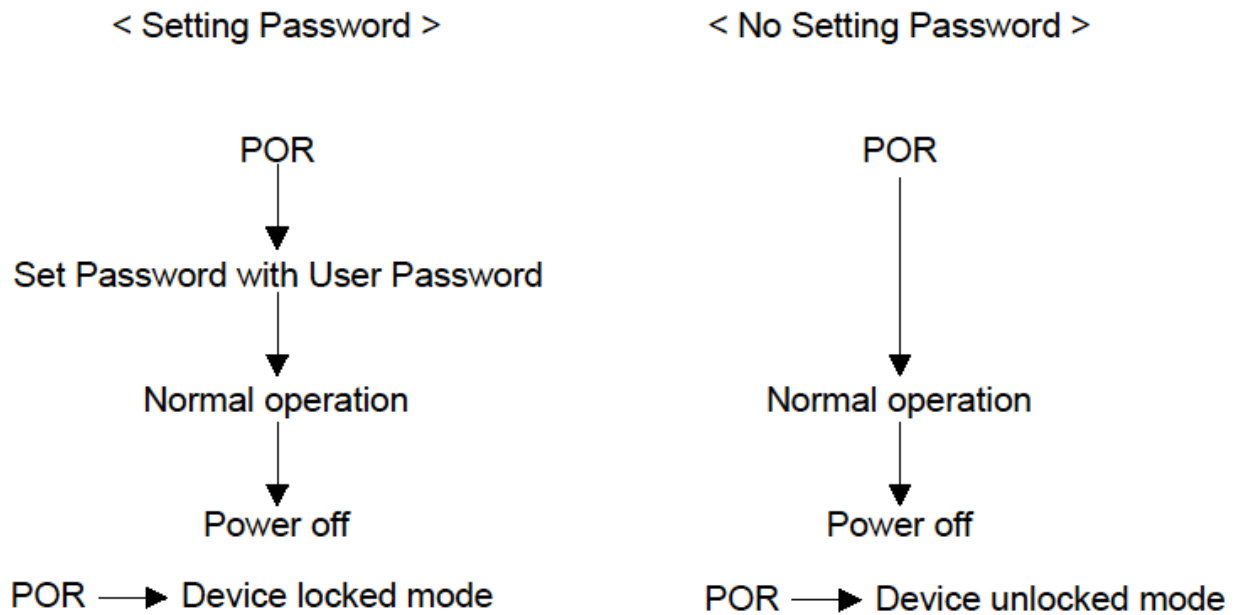 < Setting Password >
POR
Set Password with User Password
Normal operation
Power off
POR Device locked mode
< No Setting Password >
POR
Normal operation
Power off
POR Device unlocked mode